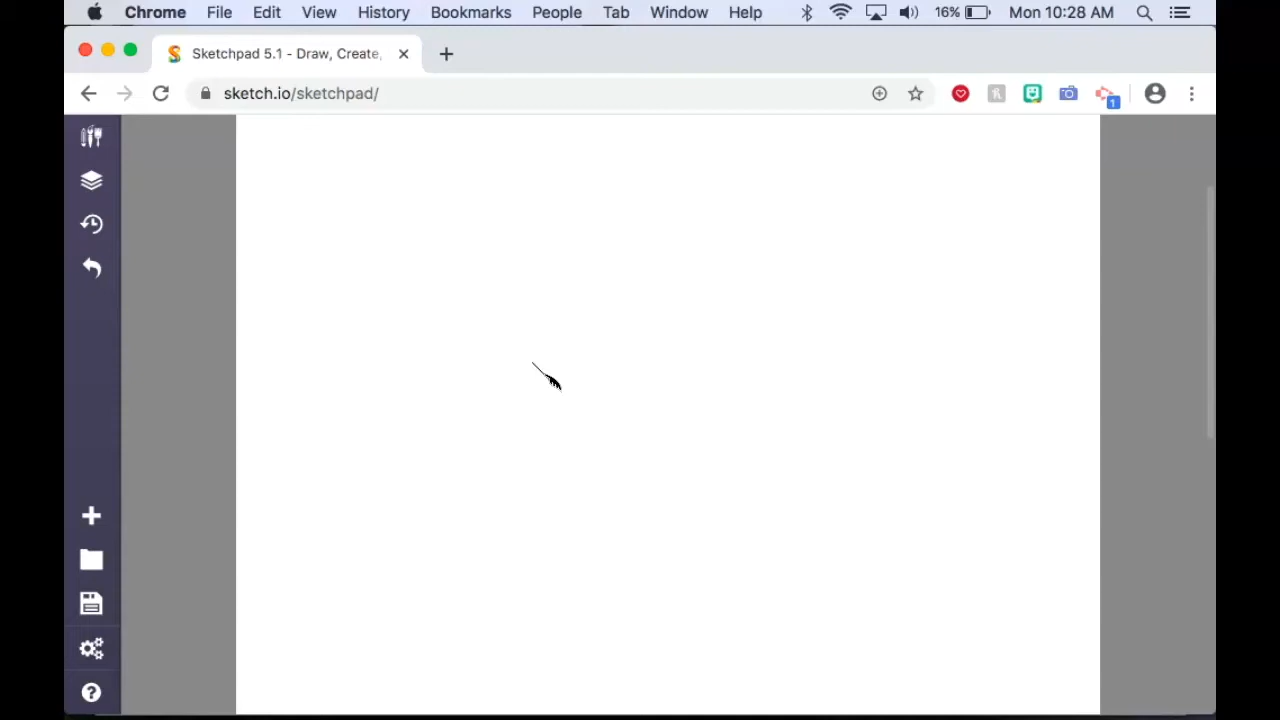 Chrome File Edit View History Bookmarks People Tab Window Help 16% Mon 10:28 AM
Sketchpad 5.1 - Draw, Create,
sketch.io/sketchpad/
1